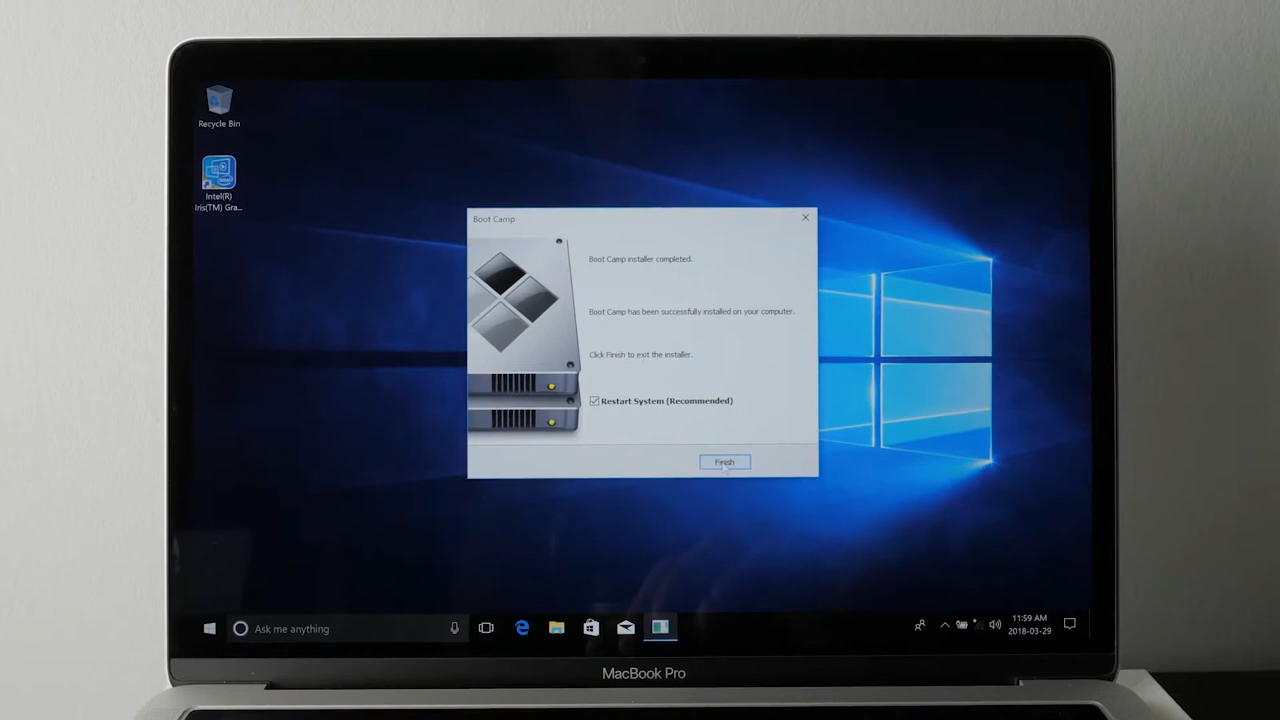 Recycle Bin
Intel(R)
Iris(TM) Gra...
Boot Camp
Boot Camp installer completed.
Boot Camp has been successfully installed on your computer.
Click Finish to exit the installer.
Restart System (Recommended)
Finish
Ask me anything
11:59 AM
2018-03-29
MacBook Pro